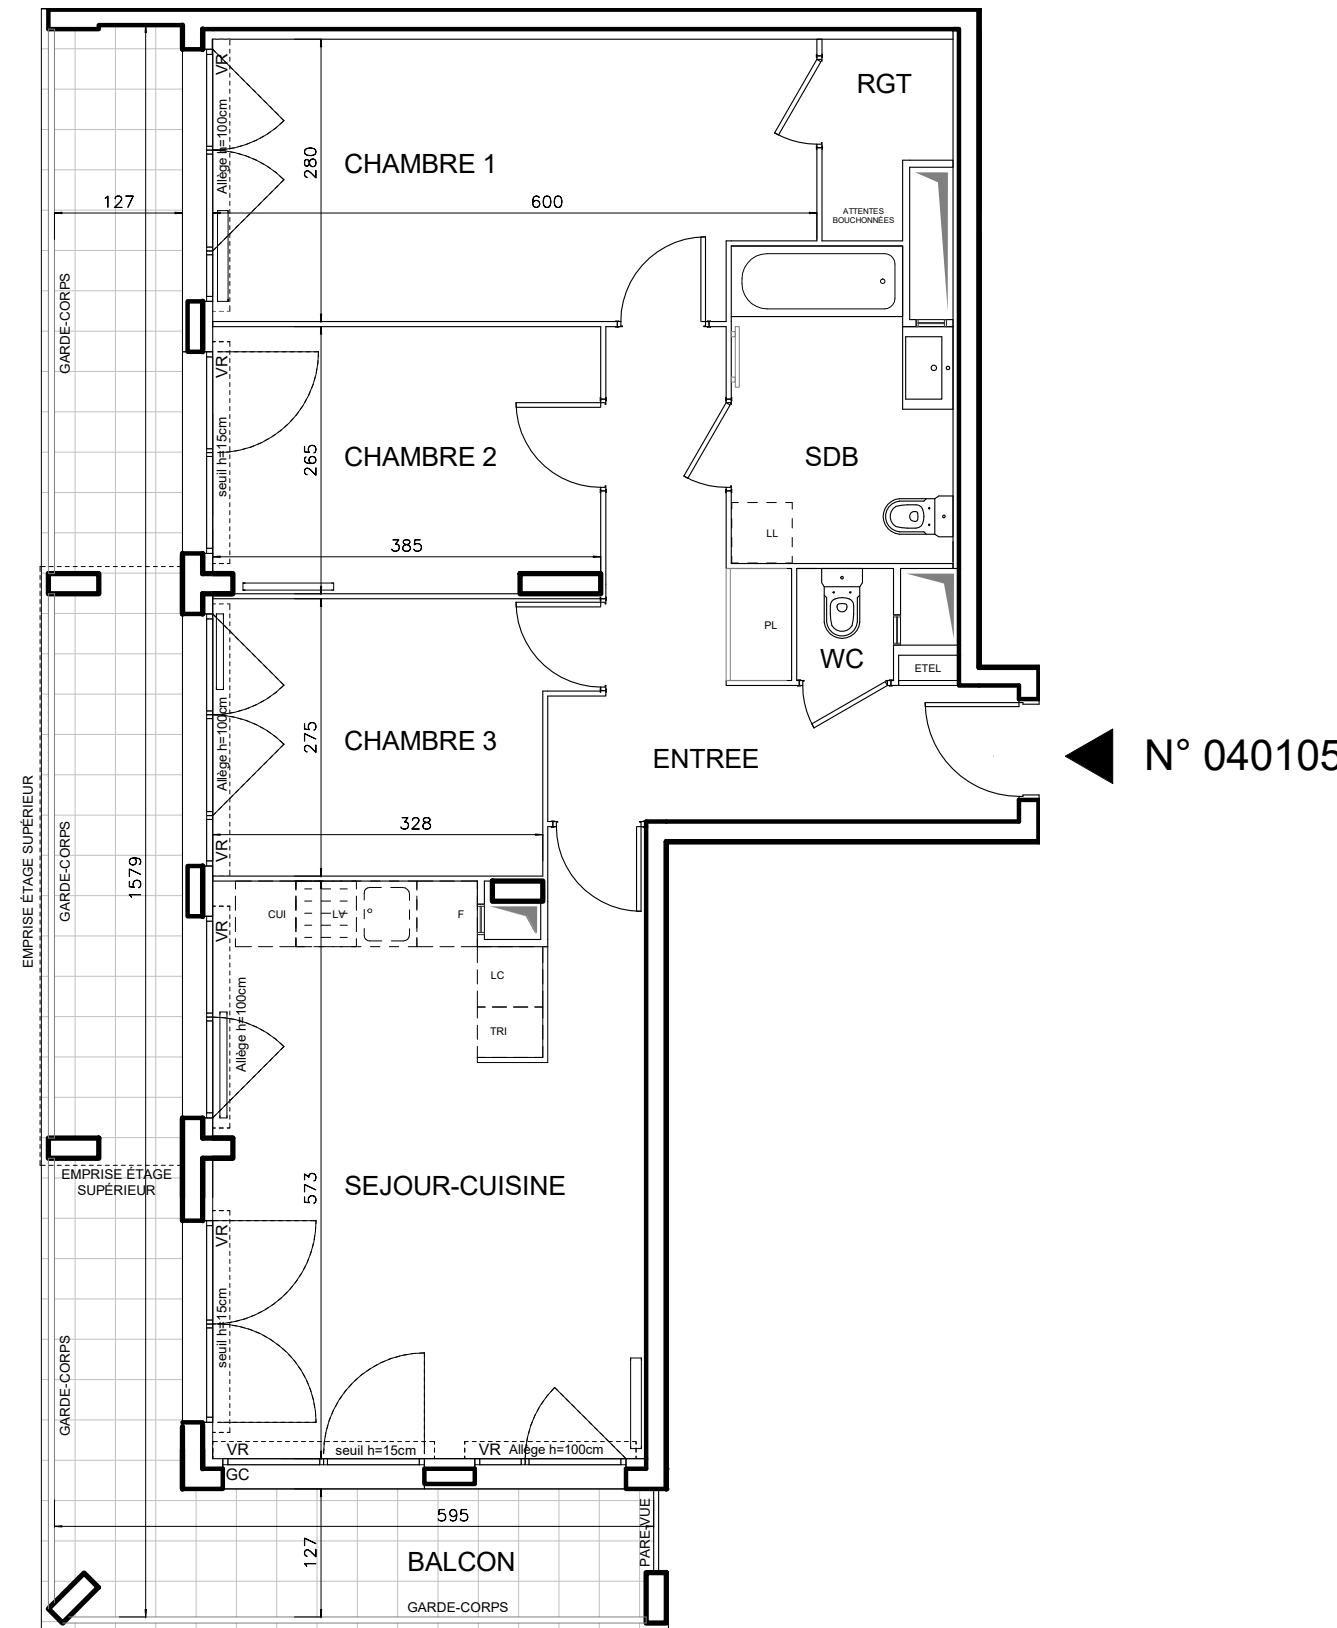 VR
RGT
Allège h=100cm
280
CHAMBRE 1
127
600
ATTENTES
BOUCHONNÉES
GARDE-CORPS
VR
seuil h=15cm
265
CHAMBRE 2
SDB
LL
385
PL
WC
ETEL
Allège h=100cm
275
CHAMBRE 3
ENTREE
N° 040105
EMPRISE ÉTAGE SUPÉRIEUR
GARDE-CORPS
1579
328
VR
CUI
LV
F
VR
LC
TRI
Allège h=100cm
EMPRISE ÉTAGE
SUPÉRIEUR
573
SEJOUR-CUISINE
VR
seuil h=15cm
GARDE-CORPS
VR
seuil h=15cm
VR
Allège h=100cm
GC
595
PARE-VUE
127
BALCON
GARDE-CORPS